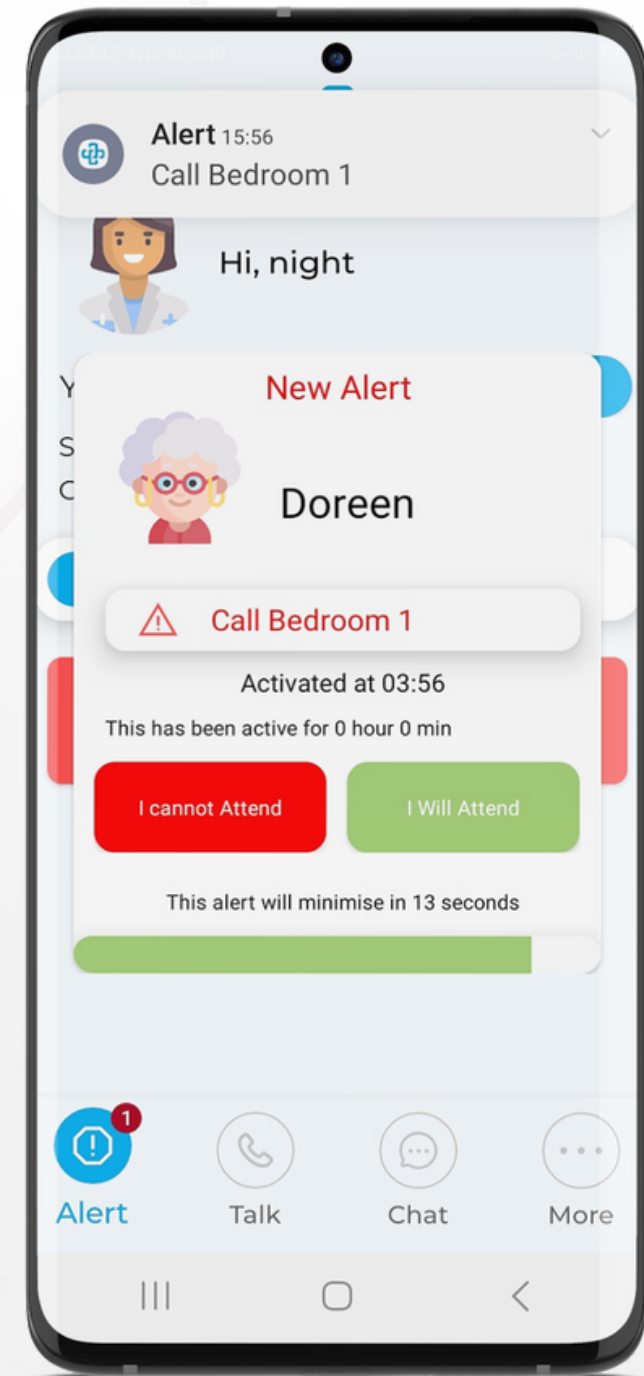 Alert 15:56
Call Bedroom 1
Hi, night
Y
New Alert
S
Doreen
C
Call Bedroom 1
Activated at 03:56
This has been active for 0 hour 0 min
I cannot Attend
I Will Attend
This alert will minimise in 13 seconds
1
Alert
Talk
Chat
More